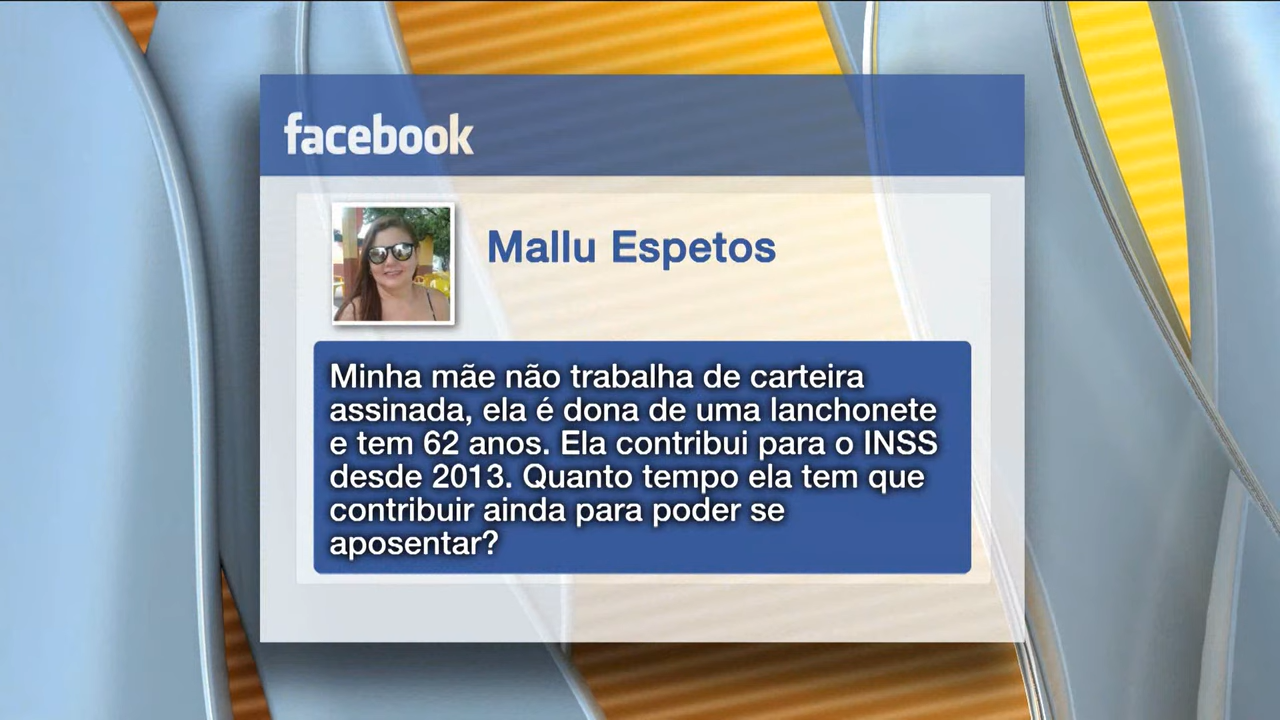 facebook
Mallu Espetos
Minha mãe não trabalha de carteira
assinada, ela é dona de uma lanchonete
e tem 62 anos. Ela contribui para o INSS
desde 2013. Quanto tempo ela tem que
contribuir ainda para poder se
aposentar?